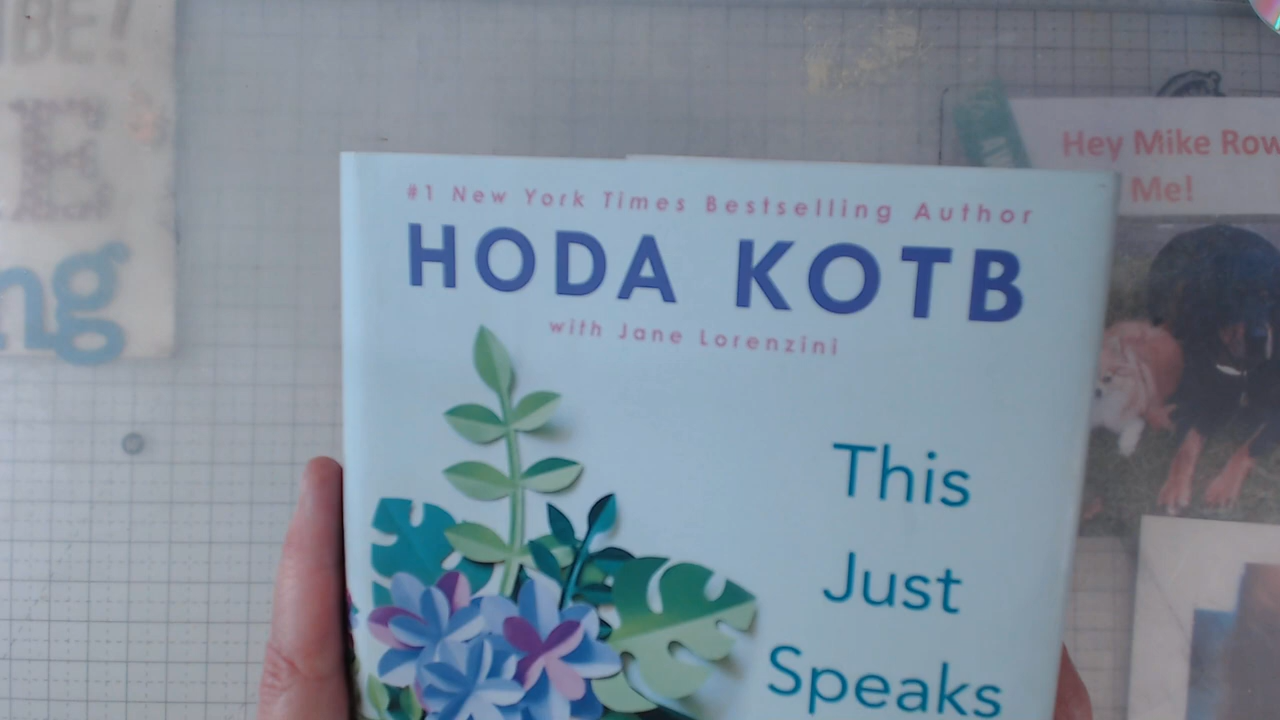 BE!
E
ng
#1 New York Times Bestselling Author
HODA KOTB
with Jane Lorenzini
This
Just
Speaks
Hey Mike Row
Me!